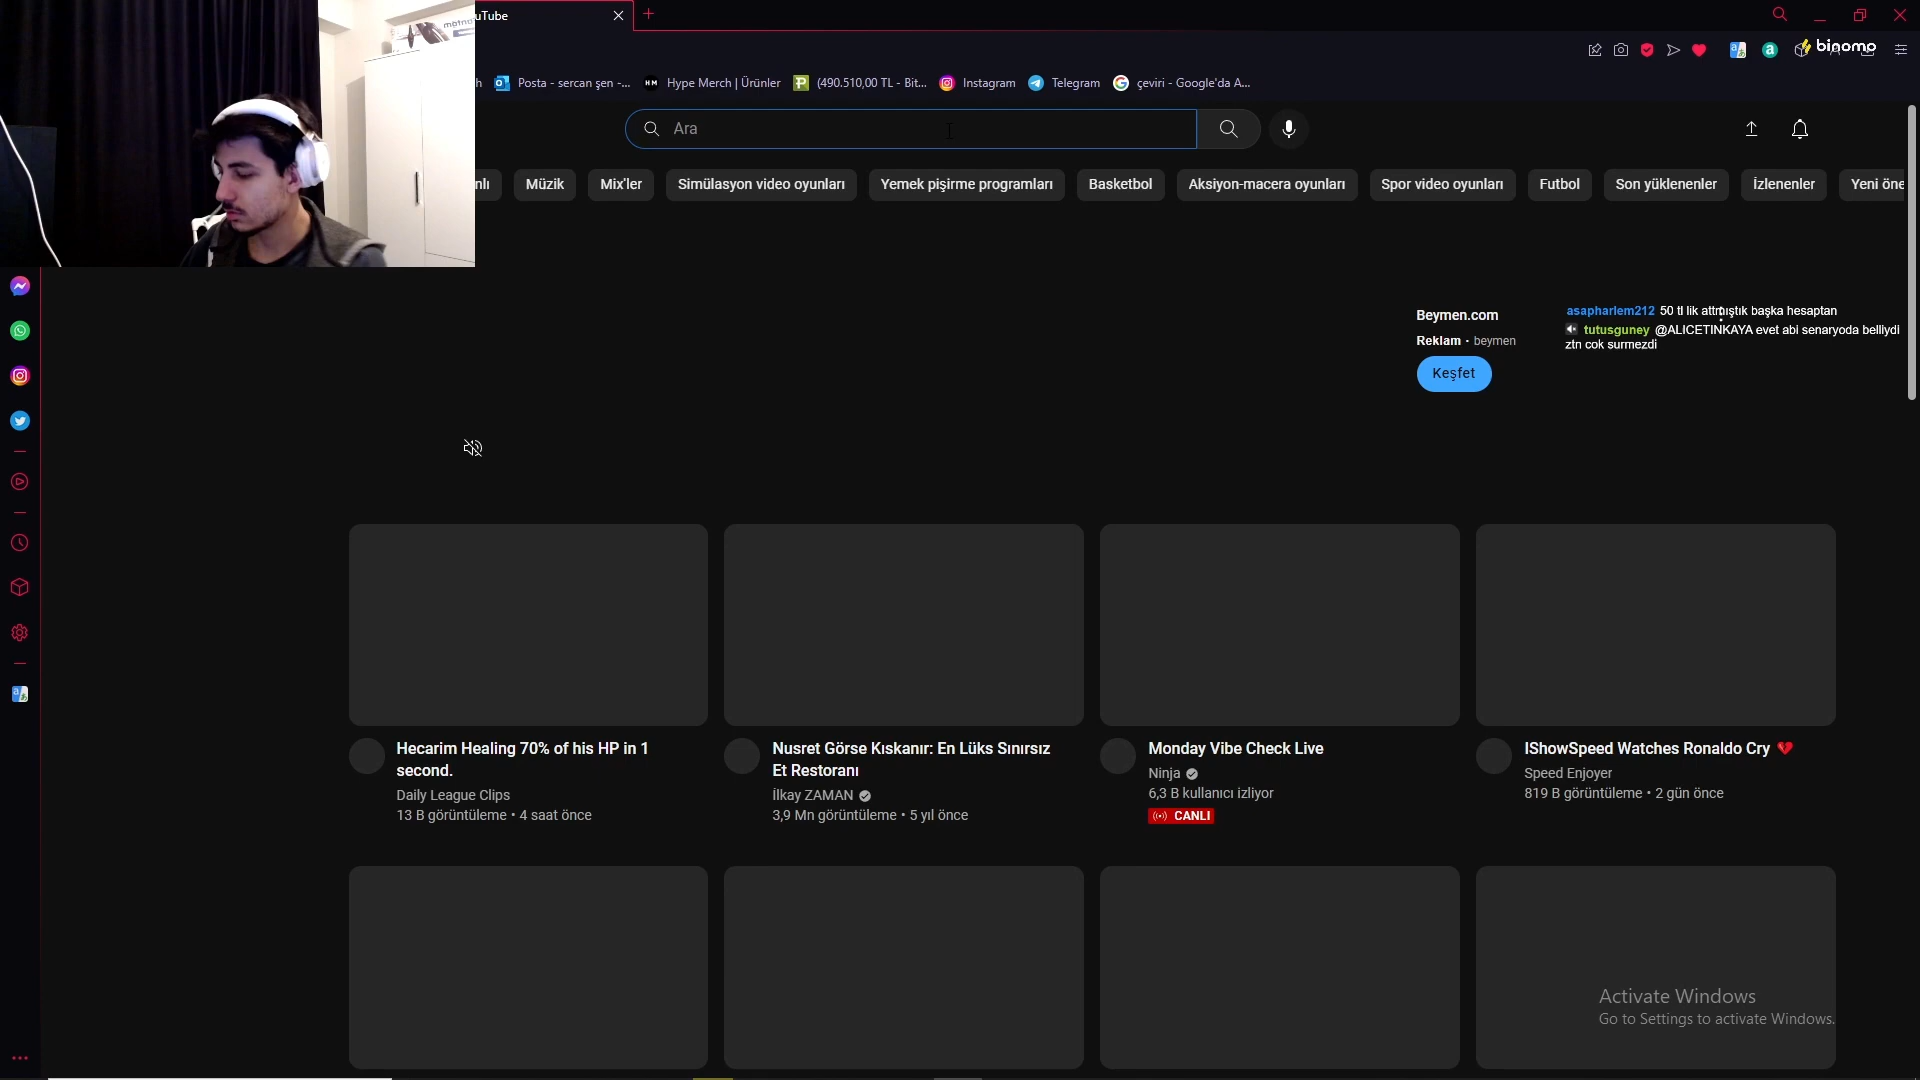 uTube
binomo
h
Posta - sercan şen -...
Hype Merch | Ürünler
(490.510,00 TL - Bit...
Instagram
Telegram
çeviri - Google'da A...
Ara
nlı
Müzik
Mix'ler
Simülasyon video oyunları
Yemek pişirme programları
Basketbol
Aksiyon-macera oyunları
Spor video oyunları
Futbol
Son yüklenenler
İzlenenler
Yeni öne
Beymen.com
Reklam • beymen
Keşfet
asapharlem212 50 tl lik attmıştık başka hesaptan
tutusguney @ALICETINKAYA evet abi senaryoda belliydi
ztn cok surmezdi
Hecarim Healing 70% of his HP in 1
second.
Daily League Clips
13 B görüntüleme • 4 saat önce
Nusret Görse Kıskanır: En Lüks Sınırsız
Et Restoranı
İlkay ZAMAN
3,9 Mn görüntüleme • 5 yıl önce
Monday Vibe Check Live
Ninja
6,3 B kullanıcı izliyor
CANLI
IShowSpeed Watches Ronaldo Cry 💔
Speed Enjoyer
819 B görüntüleme • 2 gün önce
Activate Windows
Go to Settings to activate Windows.